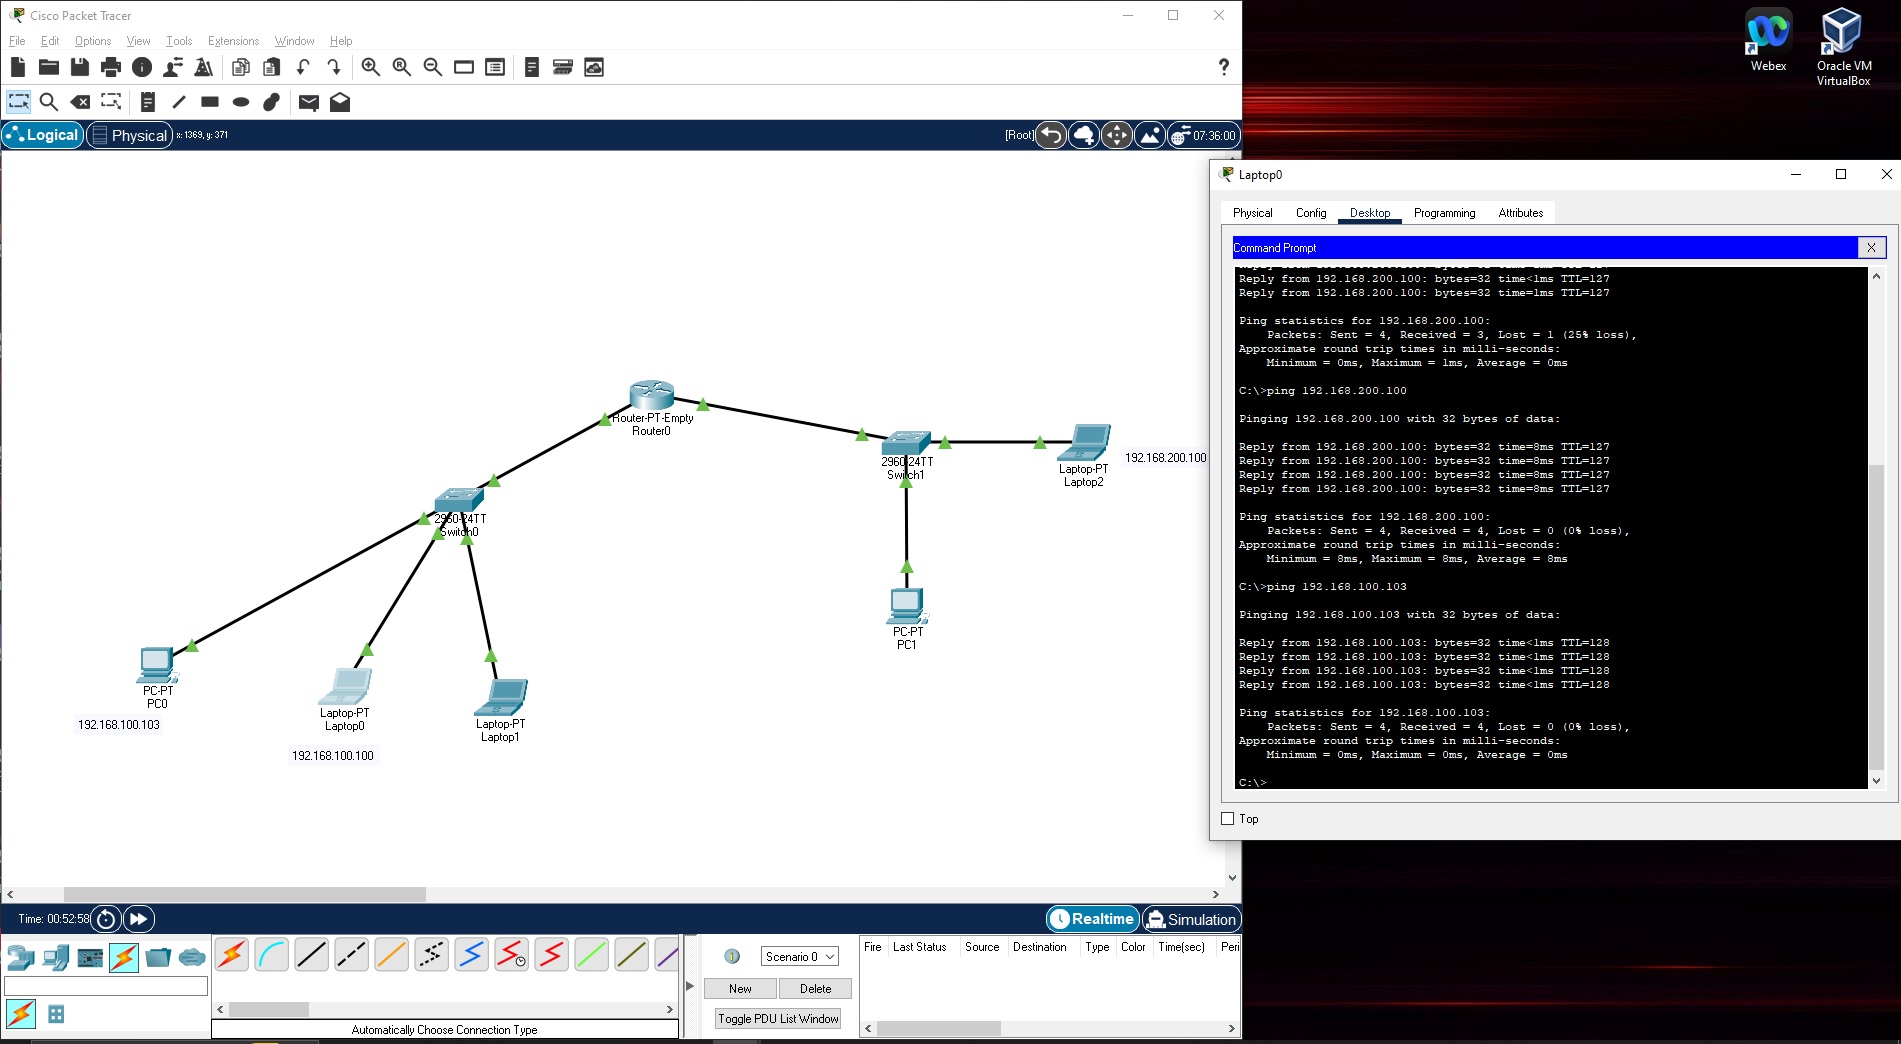 Cisco Packet Tracer
File Edit Options View Tools Extensions Window Help
?
Logical Physical x: 1369, y: 371
[Root] 07:36:00
Router-PT-Empty
Router0
2960-24TT
Switch1
Laptop-PT
Laptop2
192.168.200.100
2960-24TT
Switch0
PC-PT
PC1
PC-PT
PC0
192.168.100.103
Laptop-PT
Laptop0
192.168.100.100
Laptop-PT
Laptop1
Time: 00:52:58
Realtime Simulation
Automatically Choose Connection Type
Scenario 0
New Delete
Toggle PDU List Window
Fire Last Status Source Destination Type Color Time(sec) Peri
Webex
Oracle VM
VirtualBox
Laptop0
Physical Config Desktop Programming Attributes
Command Prompt X
Reply from 192.168.200.100: bytes=32 time<1ms TTL=127
Reply from 192.168.200.100: bytes=32 time=1ms TTL=127
Ping statistics for 192.168.200.100:
Packets: Sent = 4, Received = 3, Lost = 1 (25% loss),
Approximate round trip times in milli-seconds:
Minimum = 0ms, Maximum = 1ms, Average = 0ms
C:\>ping 192.168.200.100
Pinging 192.168.200.100 with 32 bytes of data:
Reply from 192.168.200.100: bytes=32 time=8ms TTL=127
Reply from 192.168.200.100: bytes=32 time=8ms TTL=127
Reply from 192.168.200.100: bytes=32 time=8ms TTL=127
Reply from 192.168.200.100: bytes=32 time=8ms TTL=127
Ping statistics for 192.168.200.100:
Packets: Sent = 4, Received = 4, Lost = 0 (0% loss),
Approximate round trip times in milli-seconds:
Minimum = 8ms, Maximum = 8ms, Average = 8ms
C:\>ping 192.168.100.103
Pinging 192.168.100.103 with 32 bytes of data:
Reply from 192.168.100.103: bytes=32 time<1ms TTL=128
Reply from 192.168.100.103: bytes=32 time<1ms TTL=128
Reply from 192.168.100.103: bytes=32 time<1ms TTL=128
Reply from 192.168.100.103: bytes=32 time<1ms TTL=128
Ping statistics for 192.168.100.103:
Packets: Sent = 4, Received = 4, Lost = 0 (0% loss),
Approximate round trip times in milli-seconds:
Minimum = 0ms, Maximum = 0ms, Average = 0ms
C:\>
Top